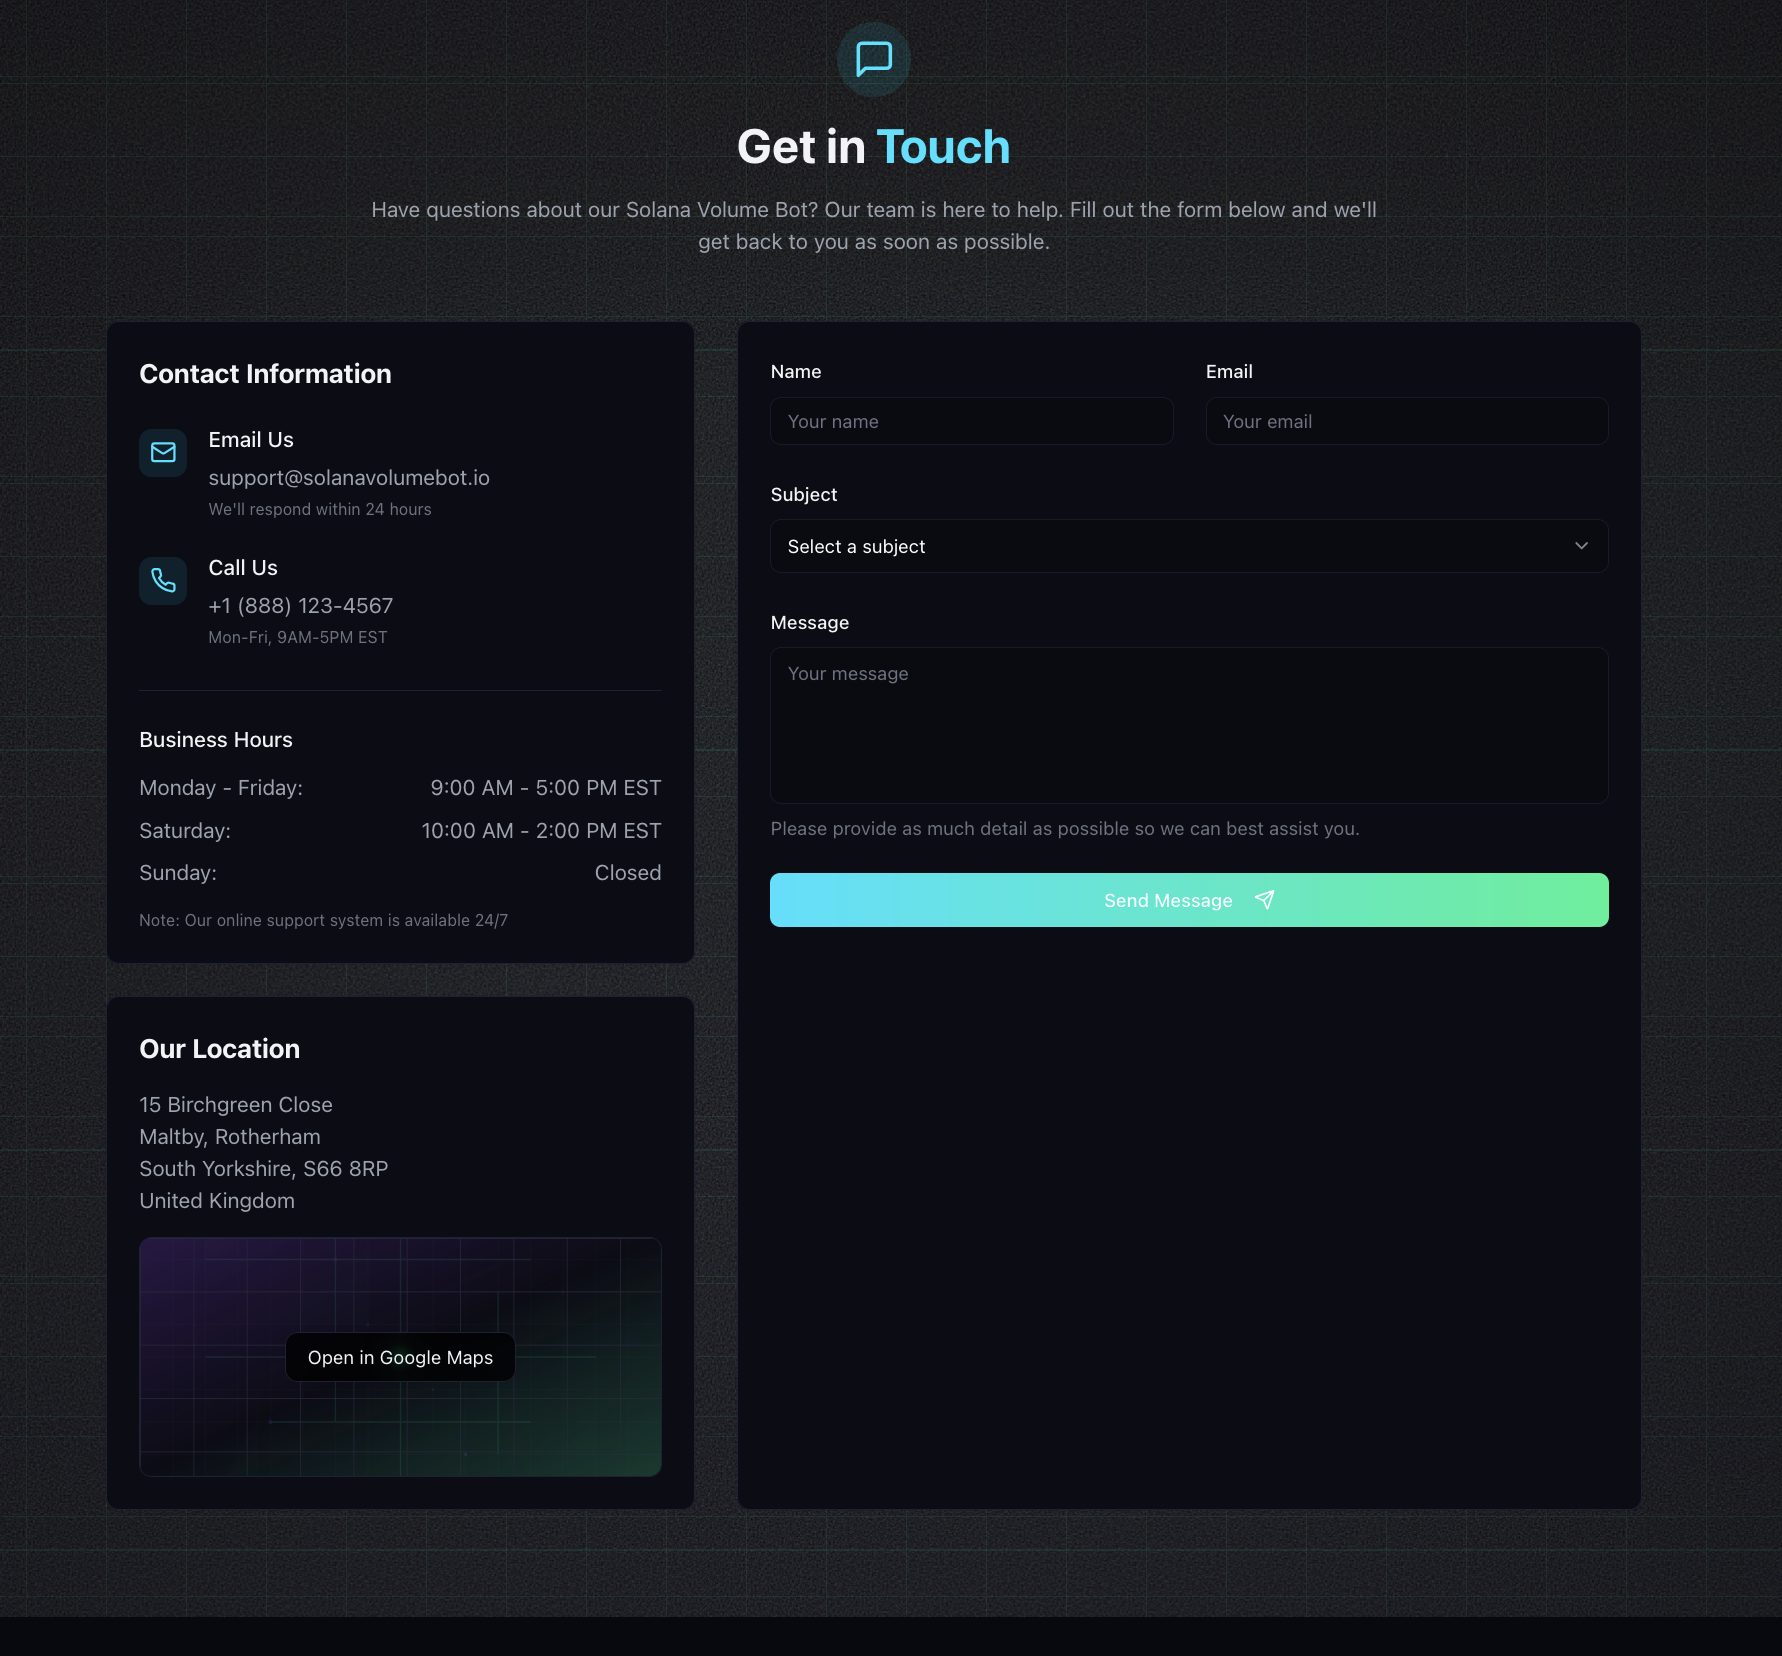 Get in Touch
Have questions about our Solana Volume Bot? Our team is here to help. Fill out the form below and we'll
get back to you as soon as possible.
Contact Information
Email Us
support@solanavolumebot.io
We'll respond within 24 hours
Call Us
+1 (888) 123-4567
Mon-Fri, 9AM-5PM EST
Business Hours
Monday - Friday: 9:00 AM - 5:00 PM EST
Saturday: 10:00 AM - 2:00 PM EST
Sunday: Closed
Note: Our online support system is available 24/7
Our Location
15 Birchgreen Close
Maltby, Rotherham
South Yorkshire, S66 8RP
United Kingdom
Open in Google Maps
Name
Your name
Email
Your email
Subject
Select a subject
Message
Your message
Please provide as much detail as possible so we can best assist you.
Send Message